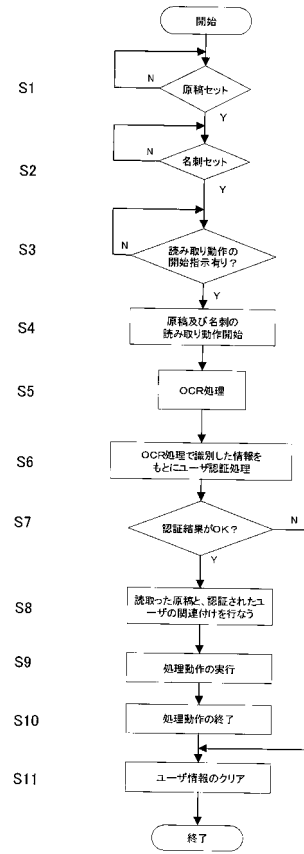 開始
S1
原稿セット
N
Y
S2
名刺セット
N
Y
S3
読み取り動作の
開始指示有り?
N
Y
S4
原稿及び名刺の
読み取り動作開始
S5
OCR処理
S6
OCR処理で識別した情報を
もとにユーザ認証処理
S7
認証結果がOK?
N
Y
S8
読取った原稿と、認証されたユ
ーザの関連付けを行なう
S9
処理動作の実行
S10
処理動作の終了
S11
ユーザ情報のクリア
終了